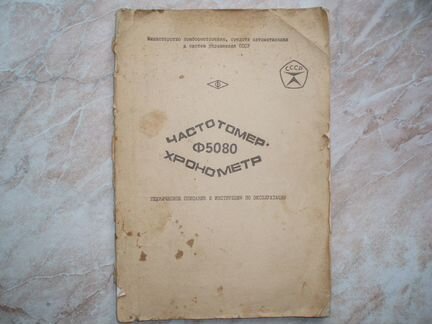 Министерство приборостроения, средств автоматизации
и систем управления СССР
СССР
Ф
ЧАСТОТОМЕР-
Ф5080
ХРОНОМЕТР
ТЕХНИЧЕСКОЕ ОПИСАНИЕ И ИНСТРУКЦИЯ ПО ЭКСПЛУАТАЦИИ